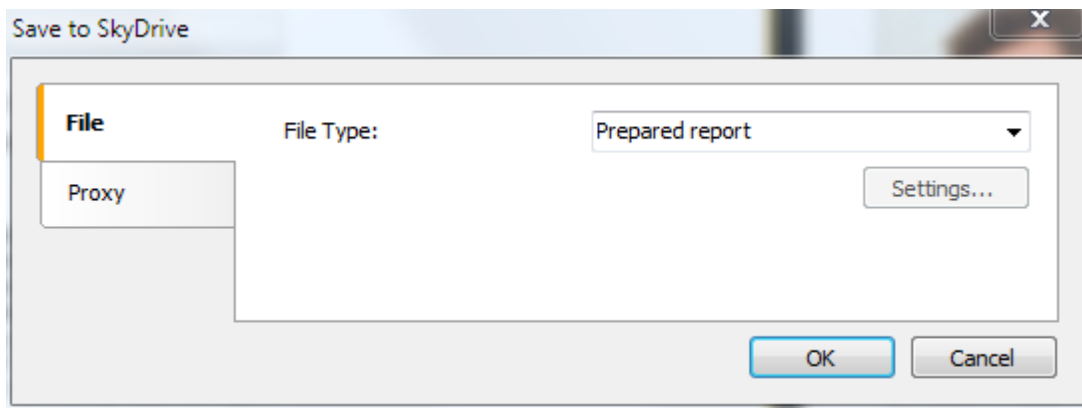 Save to SkyDrive
X
File
File Type:
Prepared report
Proxy
Settings...
OK
Cancel